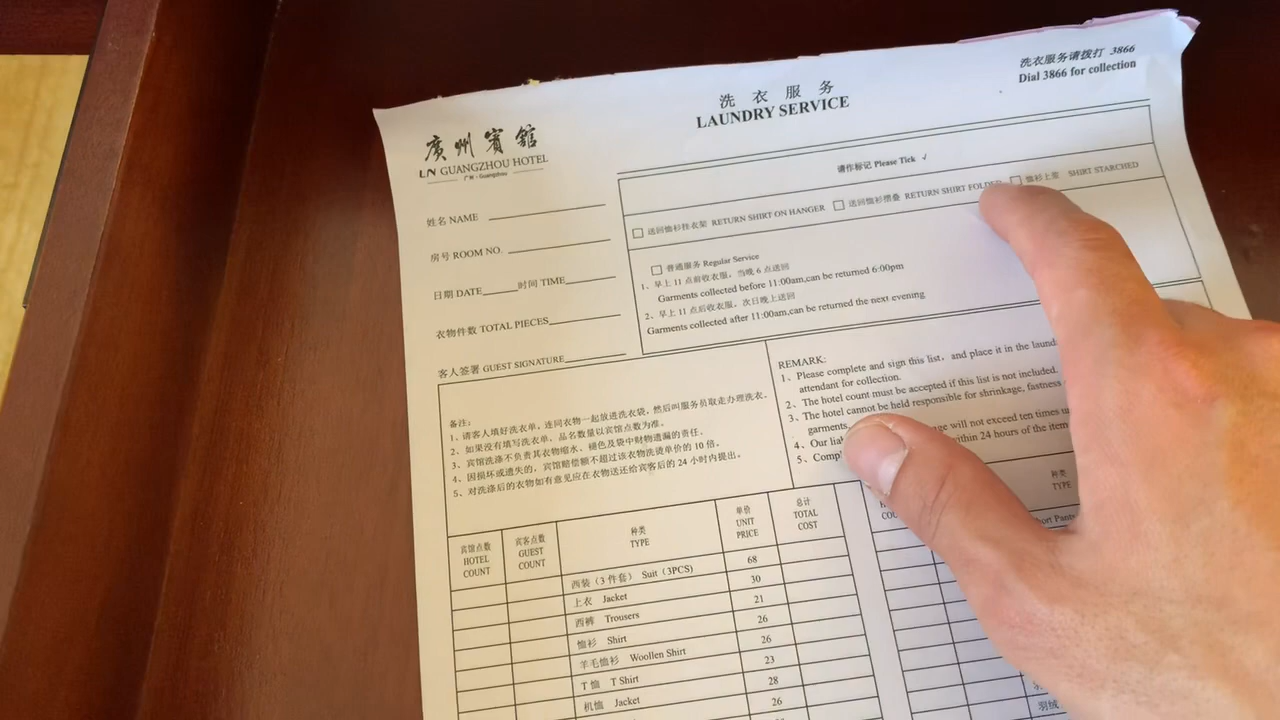 洗衣服务请拨打 3866
Dial 3866 for collection
洗 衣 服 务
LAUNDRY SERVICE
廣州賓館
LN GUANGZHOU HOTEL
广州·Guangzhou
请作标记 Please Tick √
送回恤衫挂衣架 RETURN SHIRT ON HANGER 送回恤衫摺叠 RETURN SHIRT FOLDED 恤衫上浆 SHIRT STARCHED
姓名 NAME
房号 ROOM NO.
日期 DATE 时间 TIME
衣物件数 TOTAL PIECES
客人签署 GUEST SIGNATURE
普通服务 Regular Service
1、早上 11 点前收衣服，当晚 6 点送回
Garments collected before 11:00am,can be returned 6:00pm
2、早上 11 点后收衣服，次日晚上送回
Garments collected after 11:00am,can be returned the next evening
备注：
1、请客人填好洗衣单，连同衣物一起放进洗衣袋，然后叫服务员取走办理洗衣。
2、如果没有填写洗衣单、品名数量以宾馆点数为准。
3、宾馆洗涤不负责其衣物缩水、褪色及袋中财物遗漏的责任。
4、因损坏或遗失的，宾馆赔偿额不超过该衣物洗烫单价的 10 倍。
5、对洗涤后的衣物如有意见应在衣物送还给宾客后的 24 小时内提出。
REMARK:
1、Please complete and sign this list，and place it in the
attendant for collection.
2、The hotel count must be accepted if this list is not included.
3、The hotel cannot be held responsible for shrinkage, fastness
garments,
4、Our will not exceed ten times
5、 within 24 hours of the item
宾馆点数 HOTEL COUNT
宾客点数 GUEST COUNT
种类 TYPE
单价 UNIT PRICE
总计 TOTAL COST
种类 TYPE
西装（3 件套） Suit（3PCS) 68
上衣 Jacket 30
西裤 Trousers 21
恤衫 Shirt 26
羊毛恤衫 Woollen Shirt 26
T 恤 T Shirt 23
机恤 Jacket 28
26
Pants
羽绒